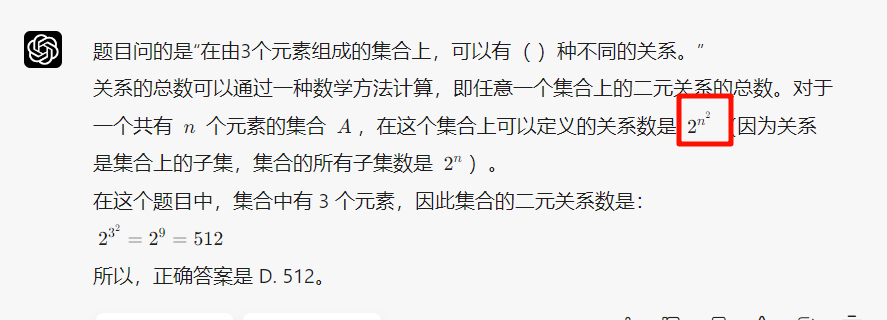 题目问的是“在由3个元素组成的集合上，可以有（ ）种不同的关系。”
关系的总数可以通过一种数学方法计算，即任意一个集合上的二元关系的总数。对于
一个共有 n 个元素的集合 A ，在这个集合上可以定义的关系数是 2^{n^2}（因为关系
是集合上的子集，集合的所有子集数是 2^n ）。
在这个题目中，集合中有 3 个元素，因此集合的二元关系数是：
2^{3^2} = 2^9 = 512
所以，正确答案是 D. 512。